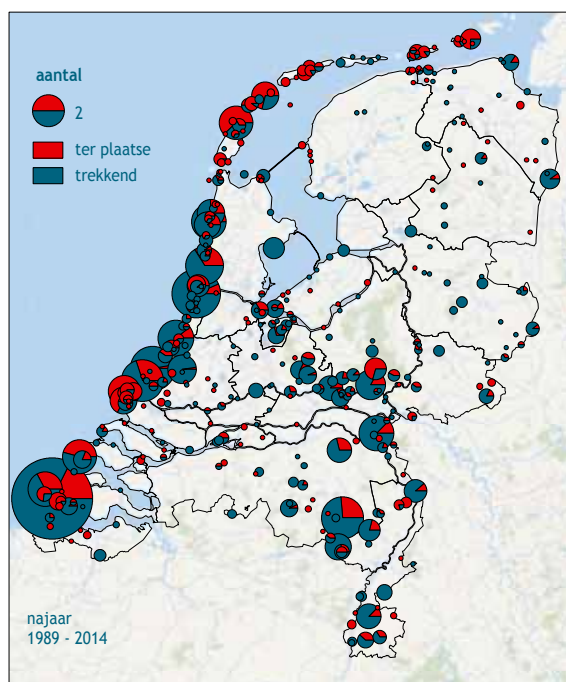 aantal
2
ter plaatse
trekkend
najaar
1989 - 2014